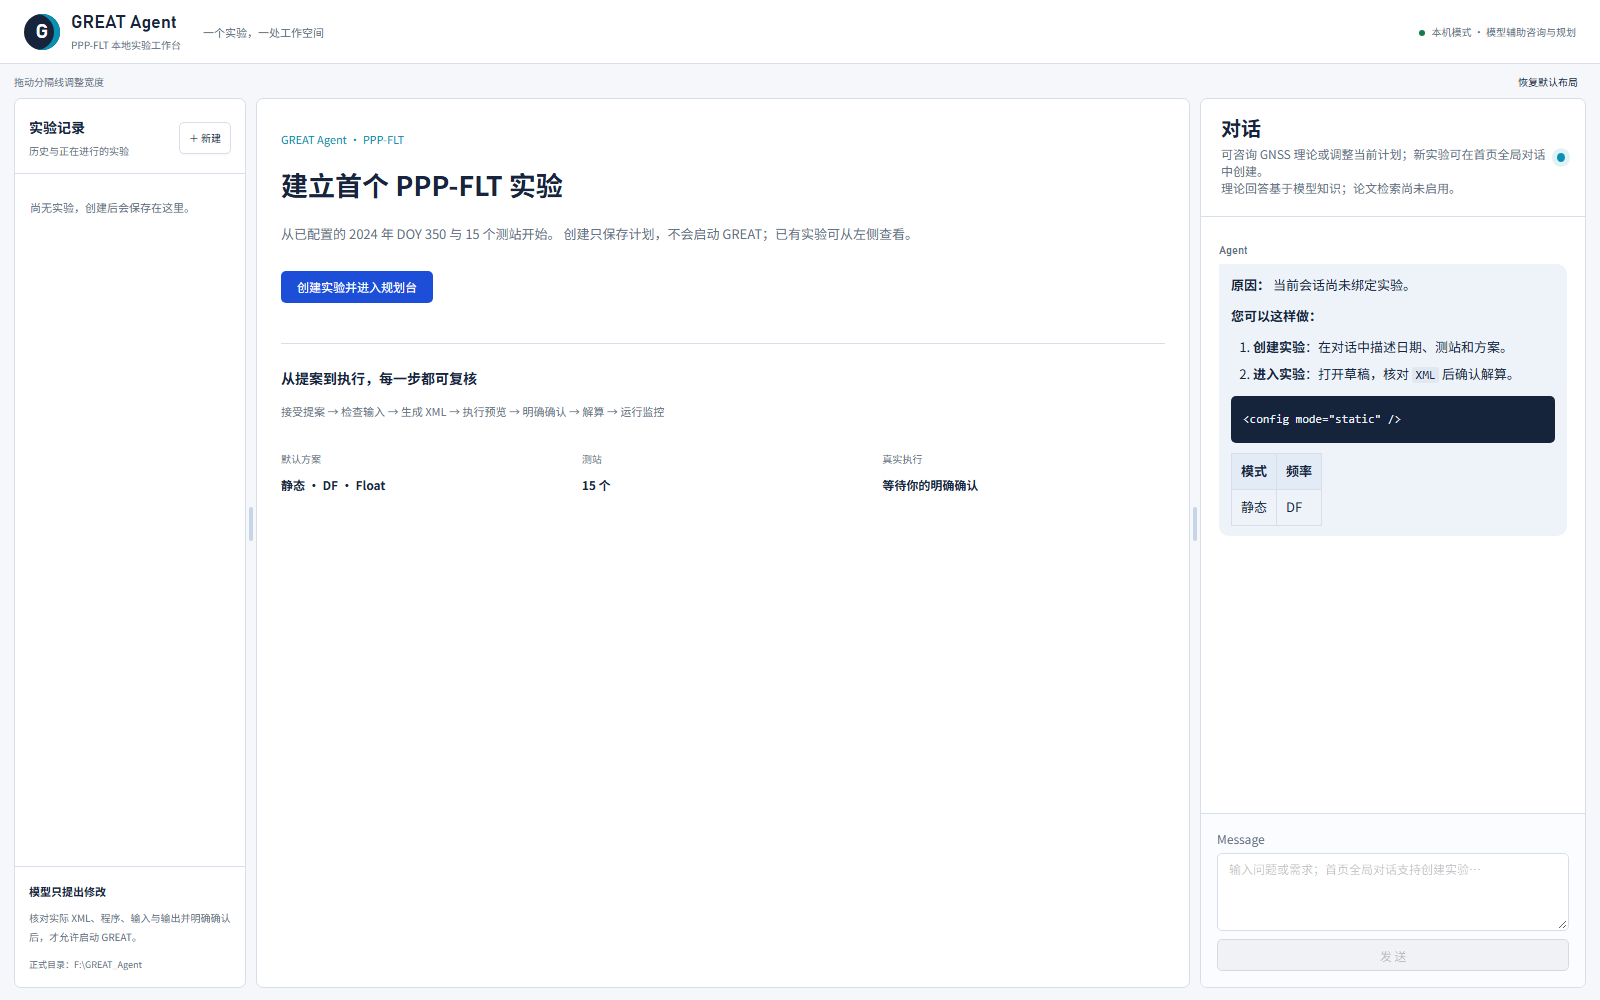 G
GREAT Agent
PPP-FLT 本地实验工作台
一个实验，一处工作空间
本机模式 · 模型辅助咨询与规划
拖动分隔线调整宽度
恢复默认布局
实验记录
历史与正在进行的实验
+ 新建
尚无实验，创建后会保存在这里。
模型只提出修改
核对实际 XML、程序、输入与输出并明确确认
后，才允许启动 GREAT。
正式目录：F:\GREAT_Agent
GREAT Agent · PPP-FLT
建立首个 PPP-FLT 实验
从已配置的 2024 年 DOY 350 与 15 个测站开始。 创建只保存计划，不会启动 GREAT；已有实验可从左侧查看。
创建实验并进入规划台
从提案到执行，每一步都可复核
接受提案 → 检查输入 → 生成 XML → 执行预览 → 明确确认 → 解算 → 运行监控
默认方案
静态 · DF · Float
测站
15 个
真实执行
等待你的明确确认
对话
可咨询 GNSS 理论或调整当前计划；新实验可在首页全局对话
中创建。
理论回答基于模型知识；论文检索尚未启用。
Agent
原因： 当前会话尚未绑定实验。
您可以这样做：
1. 创建实验：在对话中描述日期、测站和方案。
2. 进入实验：打开草稿，核对 XML 后确认解算。
<config mode="static" />
模式 频率
静态 DF
Message
输入问题或需求；首页全局对话支持创建实验…
发 送